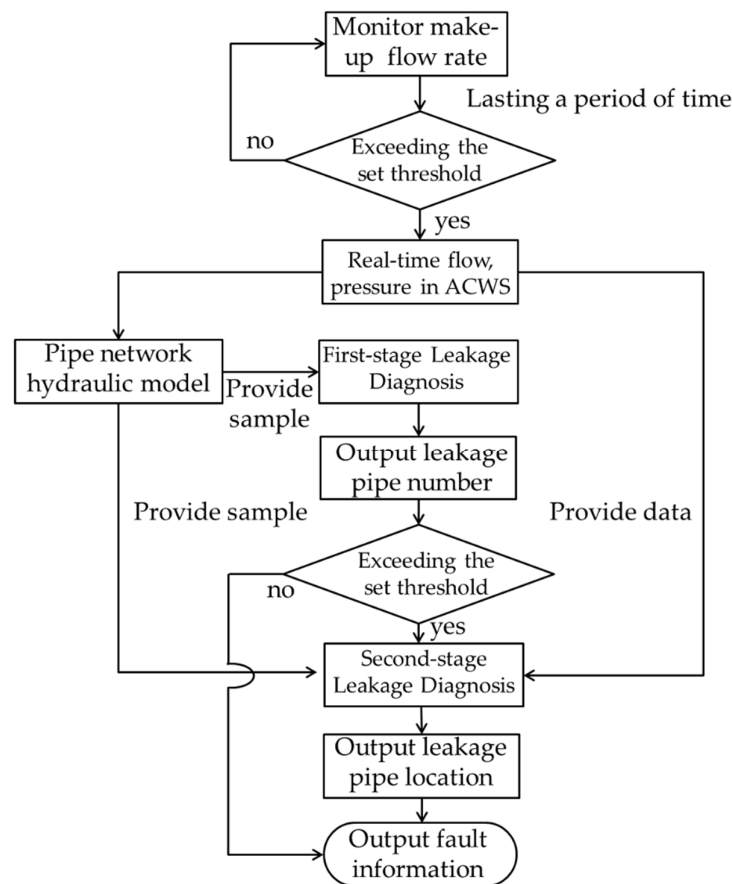 Monitor make-
up flow rate
Lasting a period of time
no
Exceeding the
set threshold
yes
Real-time flow,
pressure in ACWS
Pipe network
hydraulic model
First-stage Leakage
Diagnosis
Provide
sample
Output leakage
pipe number
Provide sample
Provide data
Exceeding the
set threshold
no
yes
Second-stage
Leakage Diagnosis
Output leakage
pipe location
Output fault
information